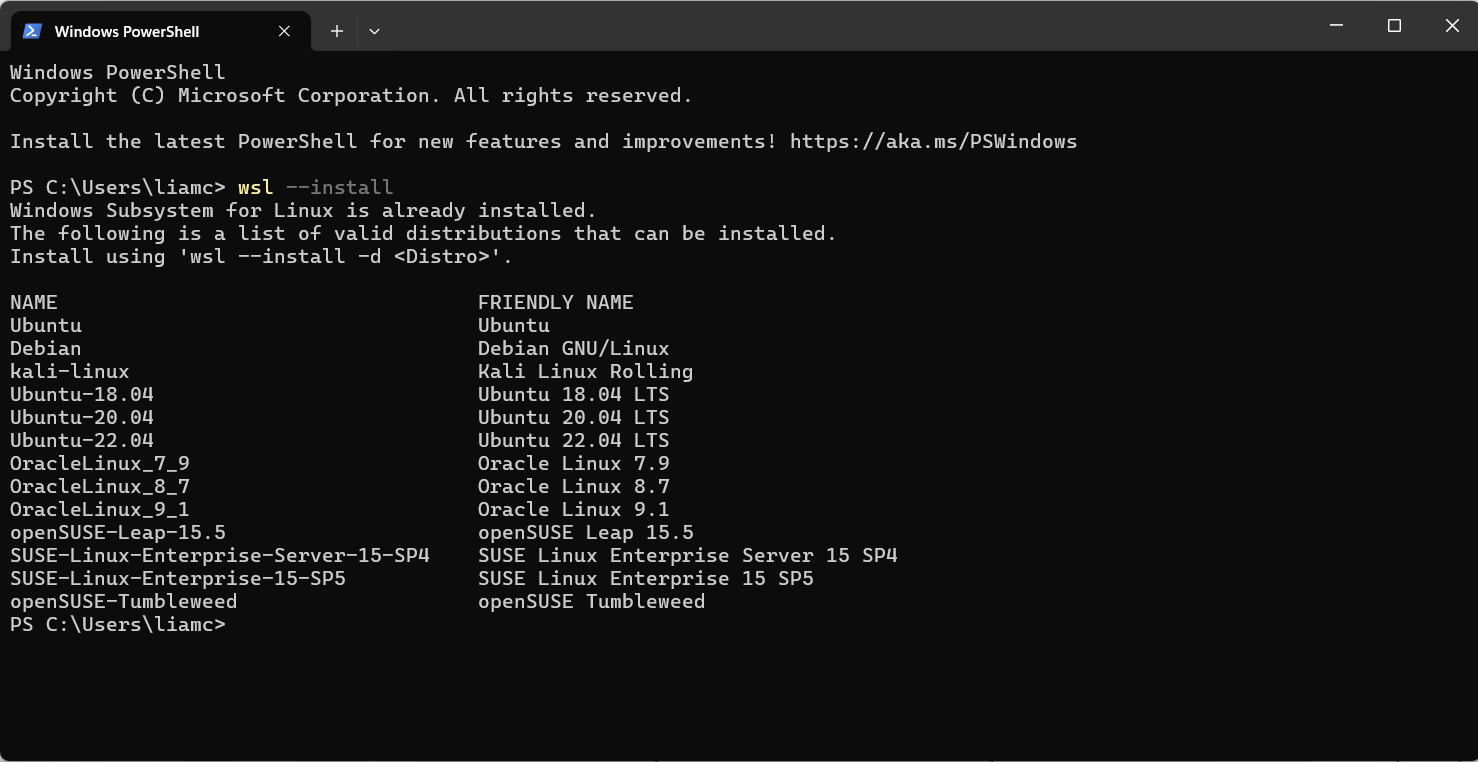 Windows PowerShell
Windows PowerShell
Copyright (C) Microsoft Corporation. All rights reserved.
Install the latest PowerShell for new features and improvements! https://aka.ms/PSWindows
PS C:\Users\liamc> wsl --install
Windows Subsystem for Linux is already installed.
The following is a list of valid distributions that can be installed.
Install using 'wsl --install -d <Distro>'.
NAME FRIENDLY NAME
Ubuntu Ubuntu
Debian Debian GNU/Linux
kali-linux Kali Linux Rolling
Ubuntu-18.04 Ubuntu 18.04 LTS
Ubuntu-20.04 Ubuntu 20.04 LTS
Ubuntu-22.04 Ubuntu 22.04 LTS
OracleLinux_7_9 Oracle Linux 7.9
OracleLinux_8_7 Oracle Linux 8.7
OracleLinux_9_1 Oracle Linux 9.1
openSUSE-Leap-15.5 openSUSE Leap 15.5
SUSE-Linux-Enterprise-Server-15-SP4 SUSE Linux Enterprise Server 15 SP4
SUSE-Linux-Enterprise-15-SP5 SUSE Linux Enterprise 15 SP5
openSUSE-Tumbleweed openSUSE Tumbleweed
PS C:\Users\liamc>